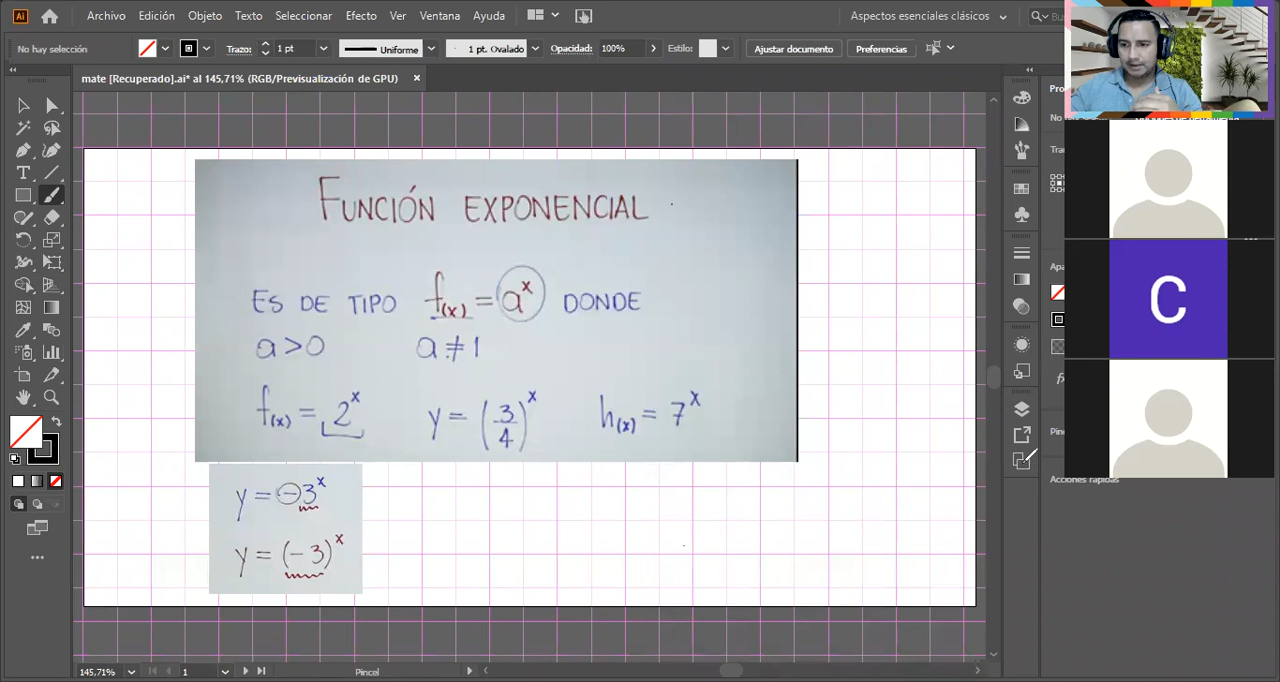 Ai Archivo Edición Objeto Texto Seleccionar Efecto Ver Ventana Ayuda Aspectos esenciales clásicos
No hay selección Trazo: 1 pt Uniforme 1 pt. Ovalado Opacidad: 100% Estilo: Ajustar documento Preferencias
mate [Recuperado].ai* al 145,71% (RGB/Previsualización de GPU)
FUNCIÓN EXPONENCIAL
ES DE TIPO f(x) = a^x DONDE
a > 0 a ≠ 1
f(x) = 2^x y = (3/4)^x h(x) = 7^x
y = -3^x
y = (-3)^x
C
Acciones rápidas
145,71% 1 Pincel